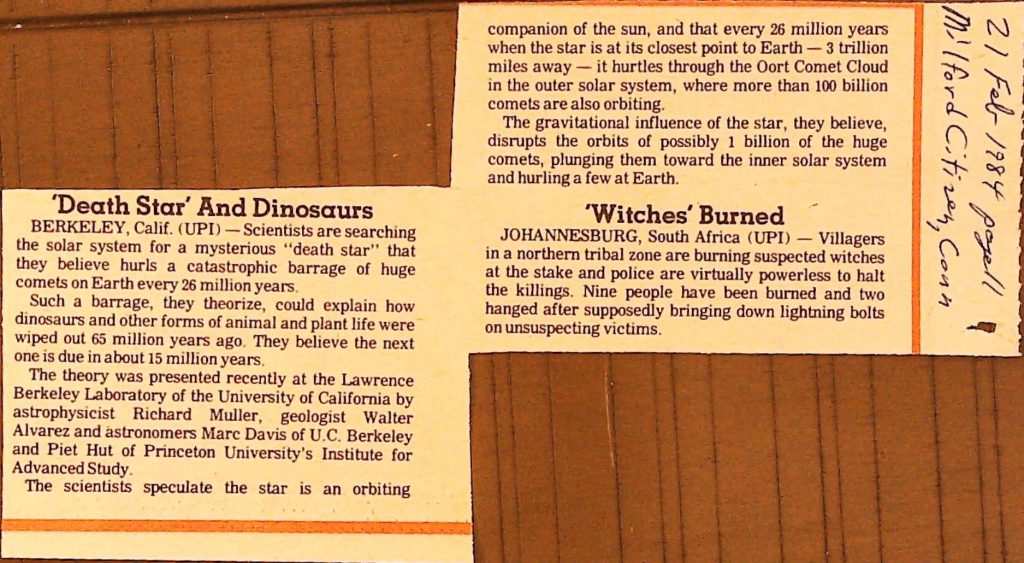 'Death Star' And Dinosaurs
BERKELEY, Calif. (UPI) — Scientists are searching
the solar system for a mysterious "death star" that
they believe hurls a catastrophic barrage of huge
comets on Earth every 26 million years.
Such a barrage, they theorize, could explain how
dinosaurs and other forms of animal and plant life were
wiped out 65 million years ago. They believe the next
one is due in about 15 million years.
The theory was presented recently at the Lawrence
Berkeley Laboratory of the University of California by
astrophysicist Richard Muller, geologist Walter
Alvarez and astronomers Marc Davis of U.C. Berkeley
and Piet Hut of Princeton University's Institute for
Advanced Study.
The scientists speculate the star is an orbiting
companion of the sun, and that every 26 million years
when the star is at its closest point to Earth — 3 trillion
miles away — it hurtles through the Oort Comet Cloud
in the outer solar system, where more than 100 billion
comets are also orbiting.
The gravitational influence of the star, they believe,
disrupts the orbits of possibly 1 billion of the huge
comets, plunging them toward the inner solar system
and hurling a few at Earth.
'Witches' Burned
JOHANNESBURG, South Africa (UPI) — Villagers
in a northern tribal zone are burning suspected witches
at the stake and police are virtually powerless to halt
the killings. Nine people have been burned and two
hanged after supposedly bringing down lightning bolts
on unsuspecting victims.
21 Feb 1984 page 11
Milford Citizen, Conn